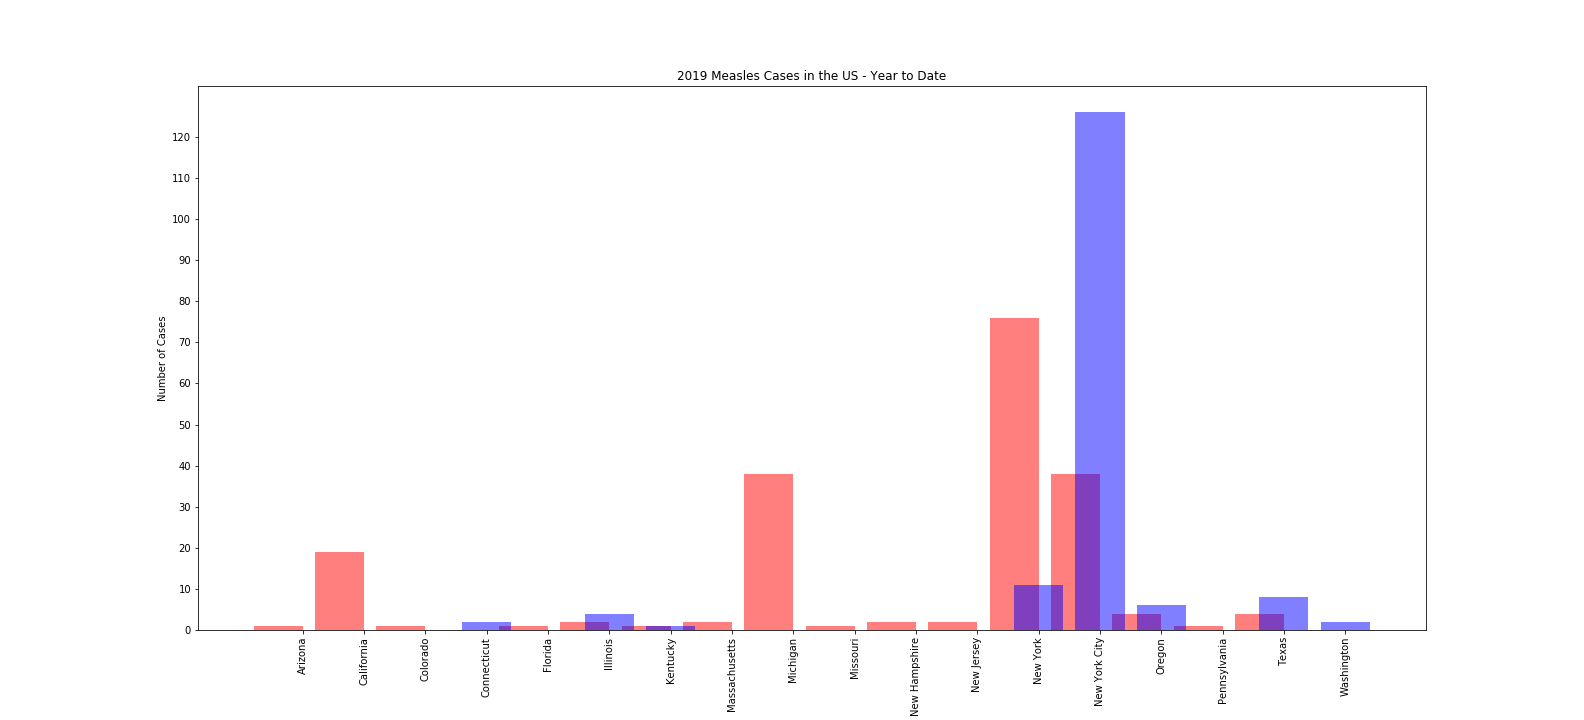 2019 Measles Cases in the US - Year to Date
120
110
100
90
80
70
60
50
40
30
20
10
0
Number of Cases
Arizona
California
Colorado
Connecticut
Florida
Illinois
Kentucky
Massachusetts
Michigan
Missouri
New Hampshire
New Jersey
New York
New York City
Oregon
Pennsylvania
Texas
Washington